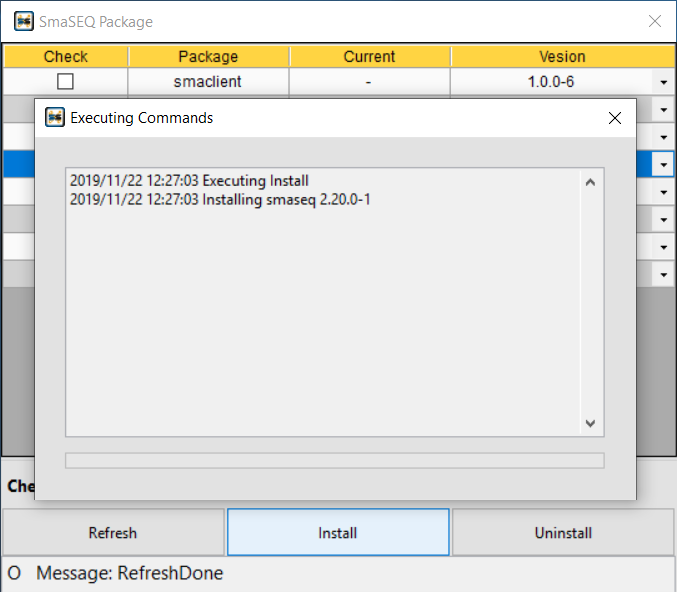 SmaSEQ Package
Check Package Current Vesion
smaclient - 1.0.0-6
Executing Commands
2019/11/22 12:27:03 Executing Install
2019/11/22 12:27:03 Installing smaseq 2.20.0-1
Che
Refresh Install Uninstall
O Message: RefreshDone